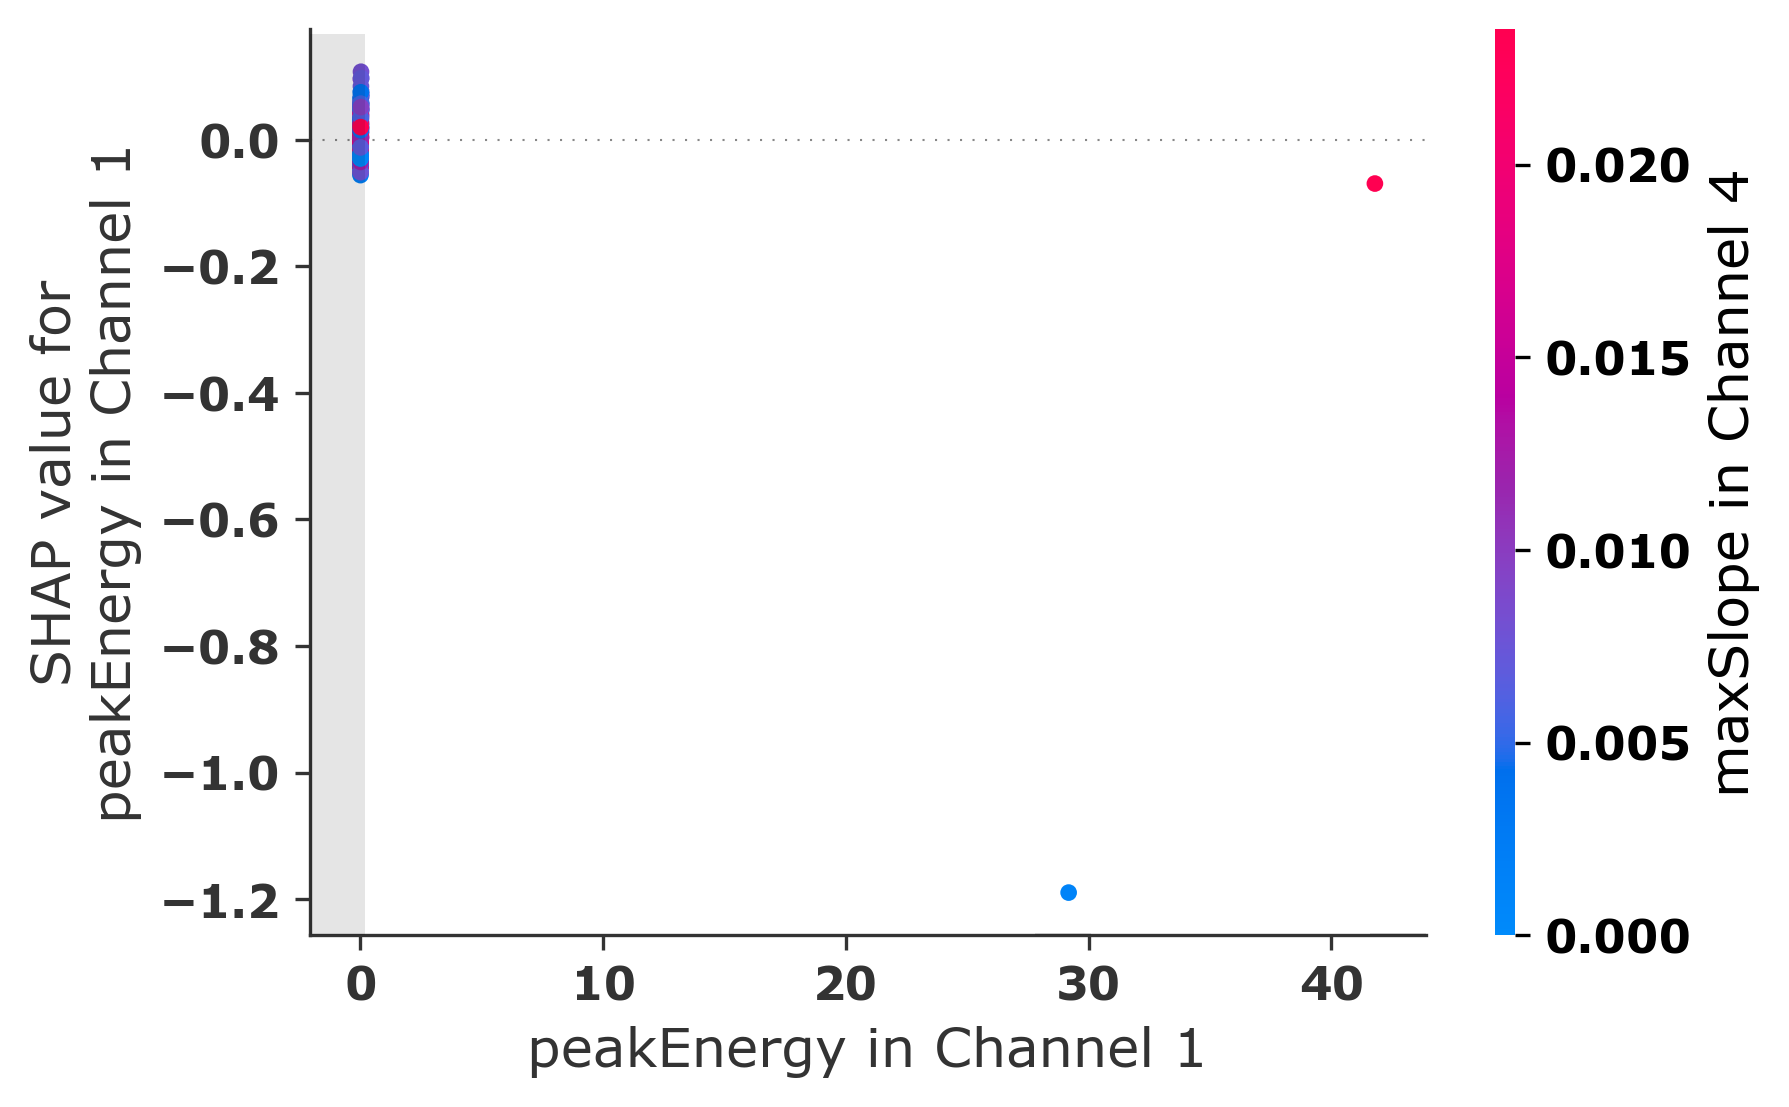 SHAP value for
peakEnergy in Channel 1
0.0
−0.2
−0.4
−0.6
−0.8
−1.0
−1.2
0 10 20 30 40
peakEnergy in Channel 1
0.020
0.015
0.010
0.005
0.000
maxSlope in Channel 4